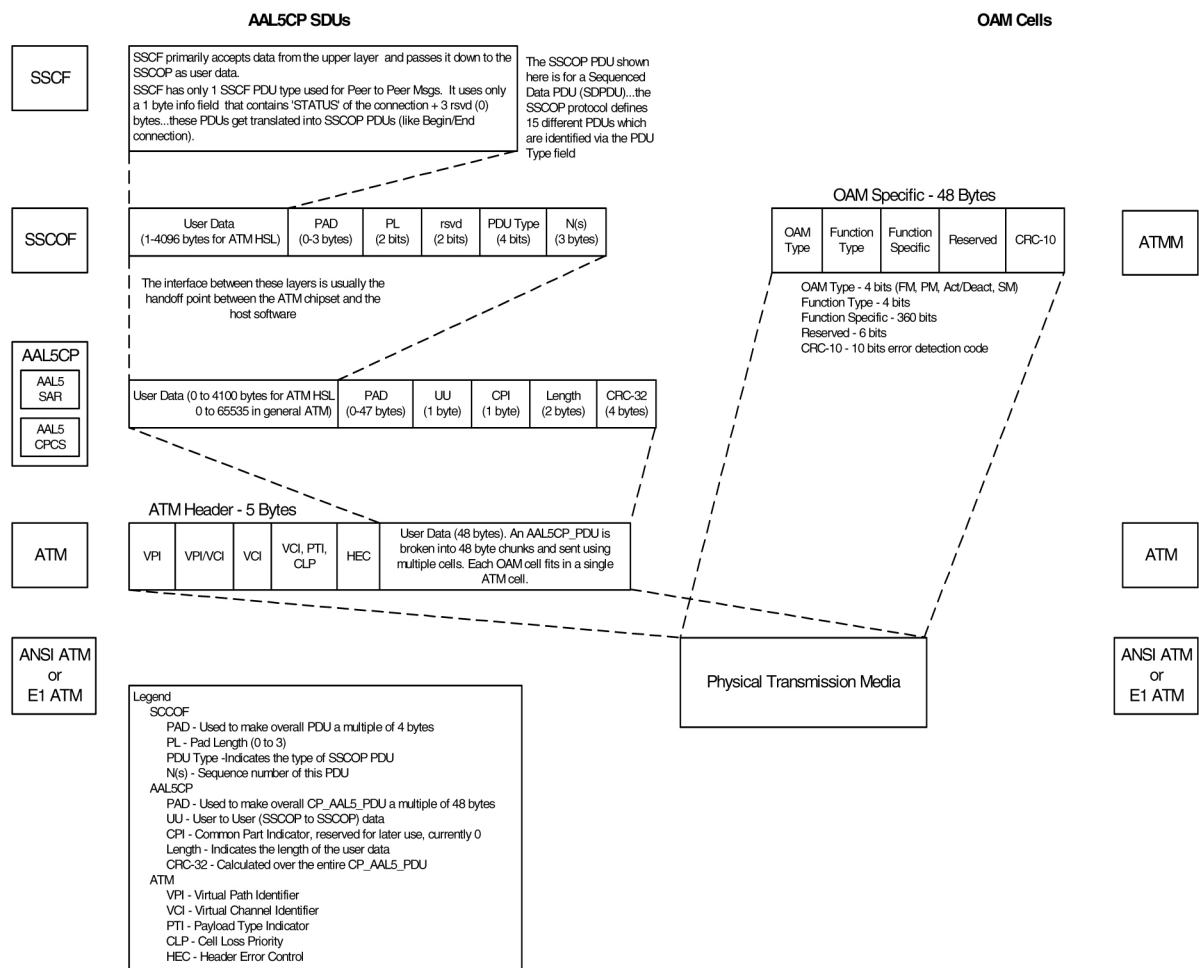 AAL5CP SDUs
OAM Cells
SSCF
SSCF primarily accepts data from the upper layer and passes it down to the
SSCOP as user data.
SSCF has only 1 SSCF PDU type used for Peer to Peer Msgs. It uses only
a 1 byte info field that contains 'STATUS' of the connection + 3 rsvd (0)
bytes...these PDUs get translated into SSCOP PDUs (like Begin/End
connection).
The SSCOP PDU shown
here is for a Sequenced
Data PDU (SDPDU)...the
SSCOP protocol defines
15 different PDUs which
are identified via the PDU
Type field
SSCOF
User Data
(1-4096 bytes for ATM HSL)
PAD
(0-3 bytes)
PL
(2 bits)
rsvd
(2 bits)
PDU Type
(4 bits)
N(s)
(3 bytes)
The interface between these layers is usually the
handoff point between the ATM chipset and the
host software
OAM Specific - 48 Bytes
OAM
Type
Function
Type
Function
Specific
Reserved
CRC-10
ATMM
OAM Type - 4 bits (FM, PM, Act/Deact, SM)
Function Type - 4 bits
Function Specific - 360 bits
Reserved - 6 bits
CRC-10 - 10 bits error detection code
AAL5CP
AAL5
SAR
AAL5
CPCS
User Data (0 to 4100 bytes for ATM HSL
0 to 65535 in general ATM)
PAD
(0-47 bytes)
UU
(1 byte)
CPI
(1 byte)
Length
(2 bytes)
CRC-32
(4 bytes)
ATM Header - 5 Bytes
ATM
VPI
VPI/VCI
VCI
VCI, PTI,
CLP
HEC
User Data (48 bytes). An AAL5CP_PDU is
broken into 48 byte chunks and sent using
multiple cells. Each OAM cell fits in a single
ATM cell.
ATM
ANSI ATM
or
E1 ATM
Physical Transmission Media
ANSI ATM
or
E1 ATM
Legend
SCCOF
PAD - Used to make overall PDU a multiple of 4 bytes
PL - Pad Length (0 to 3)
PDU Type -Indicates the type of SSCOP PDU
N(s) - Sequence number of this PDU
AAL5CP
PAD - Used to make overall CP_AAL5_PDU a multiple of 48 bytes
UU - User to User (SSCOP to SSCOP) data
CPI - Common Part Indicator, reserved for later use, currently 0
Length - Indicates the length of the user data
CRC-32 - Calculated over the entire CP_AAL5_PDU
ATM
VPI - Virtual Path Identifier
VCI - Virtual Channel Identifier
PTI - Payload Type Indicator
CLP - Cell Loss Priority
HEC - Header Error Control